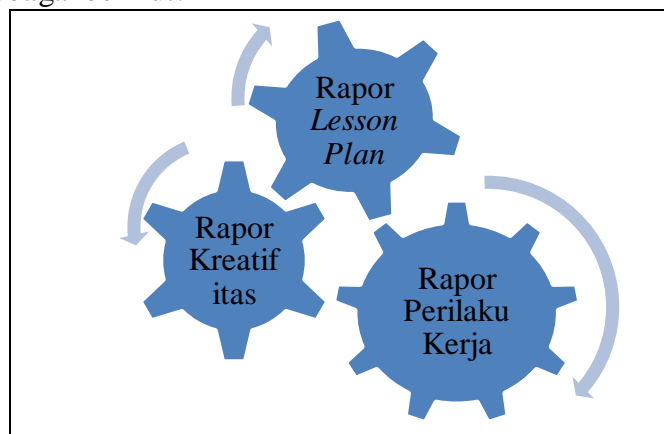 Rapor
Lesson
Plan
Rapor
Kreatif
itas
Rapor
Perilaku
Kerja